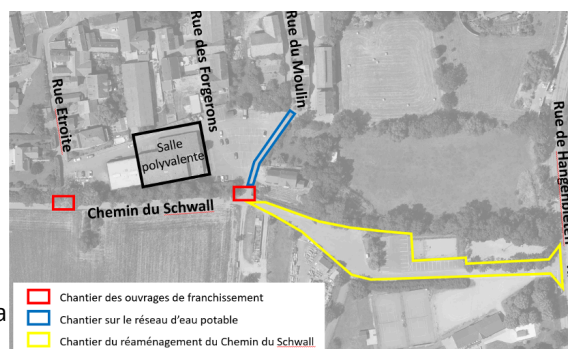 Rue Etroite
Rue des Forgerons
Rue du Moulin
Rue de Hangenbieten
Salle
polyvalente
Chemin du Schwall
a
Chantier des ouvrages de franchissement
Chantier sur le réseau d'eau potable
Chantier du réaménagement du Chemin du Schwall